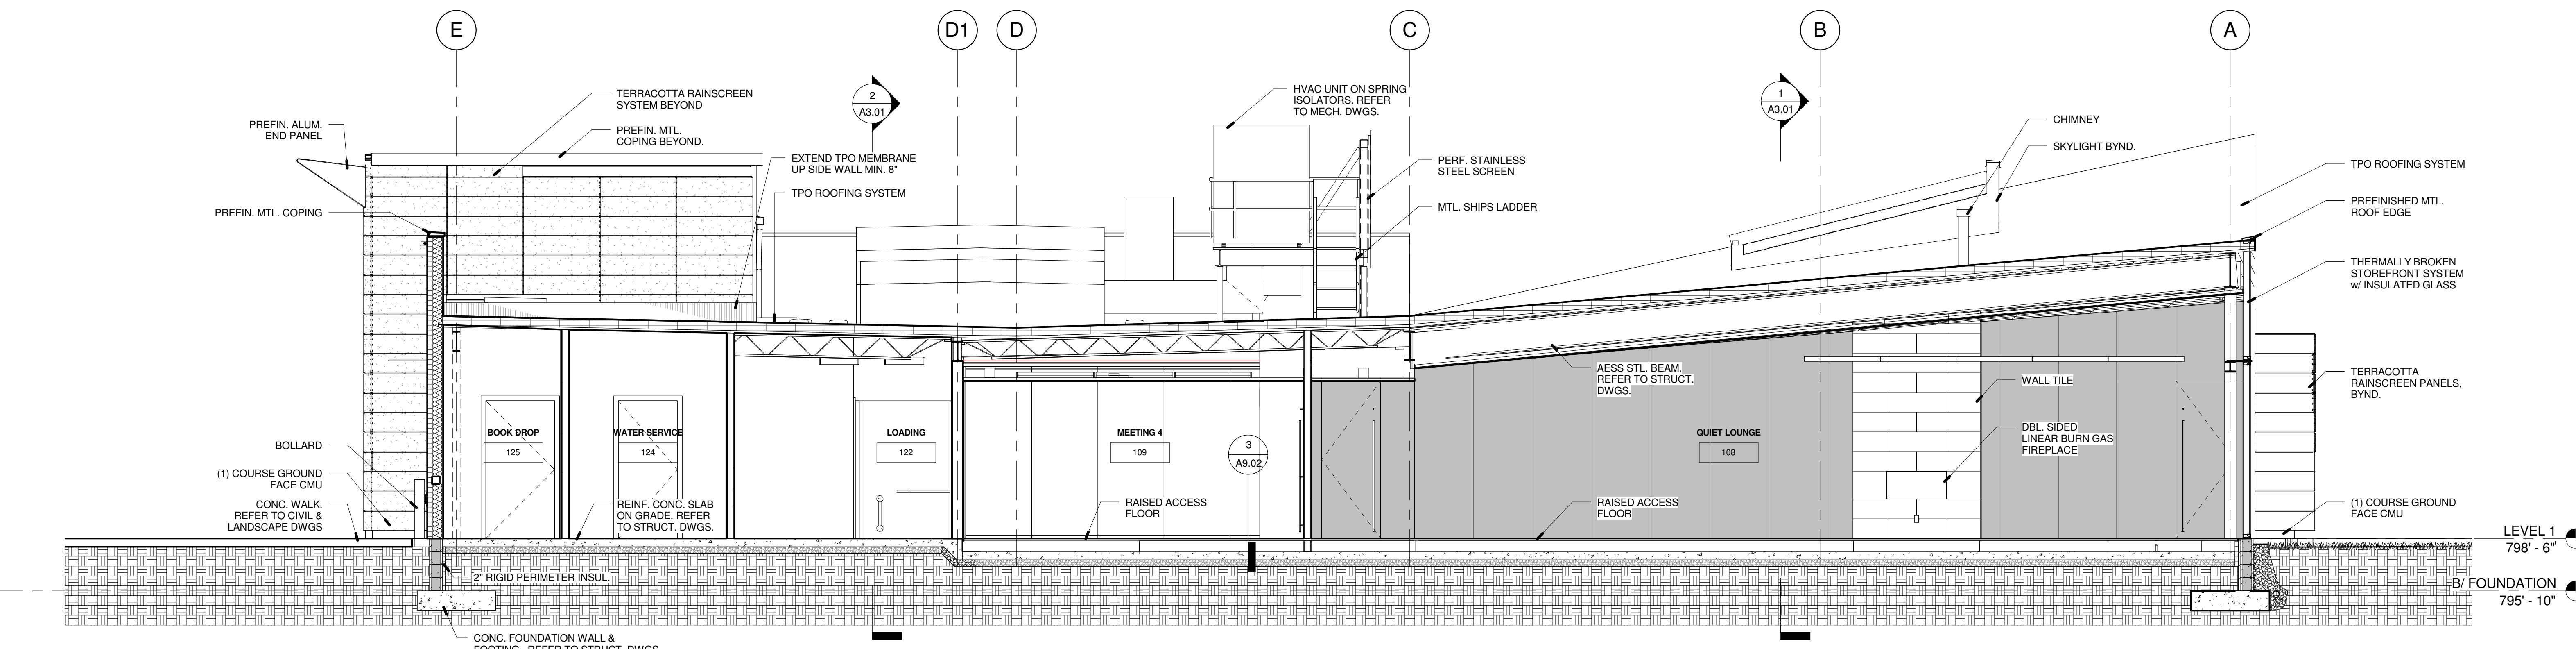 E
D1
D
C
B
A
TERRACOTTA RAINSCREEN
SYSTEM BEYOND
PREFIN. ALUM.
END PANEL
PREFIN. MTL.
COPING BEYOND.
PREFIN. MTL. COPING
EXTEND TPO MEMBRANE
UP SIDE WALL MIN. 8"
TPO ROOFING SYSTEM
2
A3.01
HVAC UNIT ON SPRING
ISOLATORS. REFER
TO MECH. DWGS.
PERF. STAINLESS
STEEL SCREEN
MTL. SHIPS LADDER
1
A3.01
CHIMNEY
SKYLIGHT BYND.
TPO ROOFING SYSTEM
PREFINISHED MTL.
ROOF EDGE
THERMALLY BROKEN
STOREFRONT SYSTEM
w/ INSULATED GLASS
AESS STL. BEAM.
REFER TO STRUCT.
DWGS.
WALL TILE
TERRACOTTA
RAINSCREEN PANELS,
BYND.
DBL. SIDED
LINEAR BURN GAS
FIREPLACE
BOOK DROP
125
WATER SERVICE
124
LOADING
122
MEETING 4
109
3
A9.02
QUIET LOUNGE
108
BOLLARD
(1) COURSE GROUND
FACE CMU
CONC. WALK.
REFER TO CIVIL &
LANDSCAPE DWGS
REINF. CONC. SLAB
ON GRADE. REFER
TO STRUCT. DWGS.
RAISED ACCESS
FLOOR
RAISED ACCESS
FLOOR
(1) COURSE GROUND
FACE CMU
LEVEL 1
798' - 6"
2" RIGID PERIMETER INSUL.
B/ FOUNDATION
795' - 10"
CONC. FOUNDATION WALL &
FOOTING. REFER TO STRUCT. DWGS.